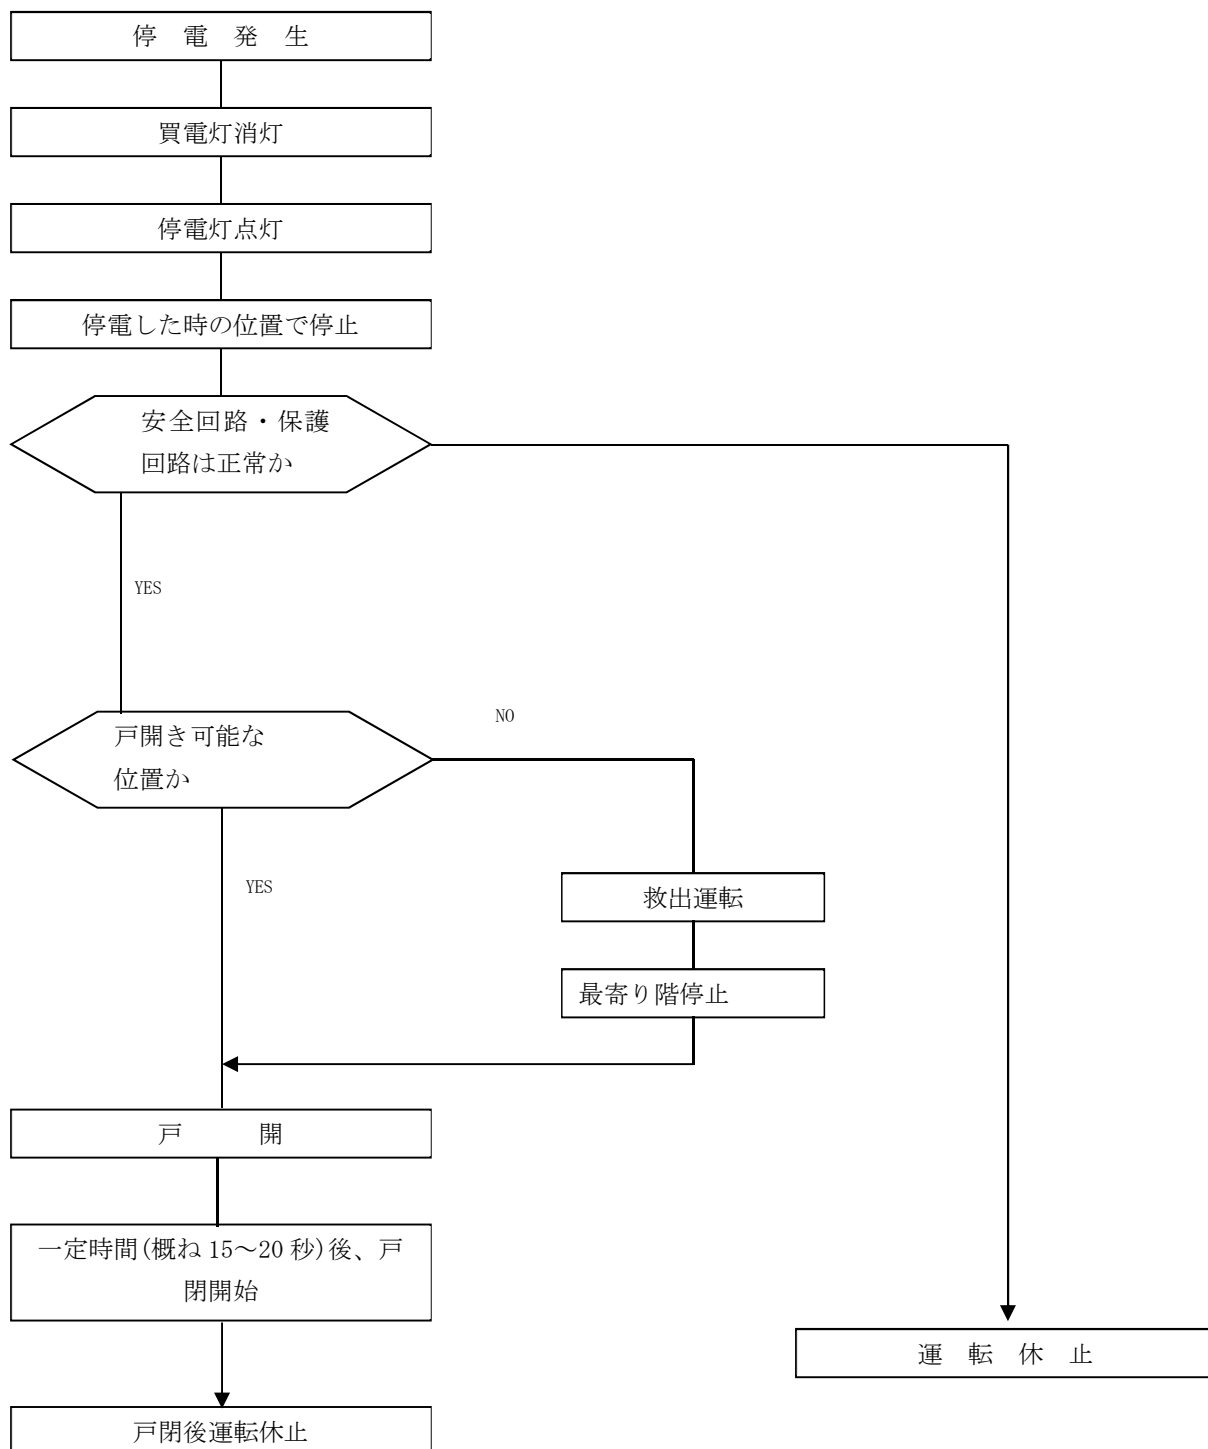 停　電　発　生
買電灯消灯
停電灯点灯
停電した時の位置で停止
安全回路・保護
回路は正常か
YES
戸開き可能な
位置か
NO
YES
救出運転
最寄り階停止
戸　　　開
一定時間(概ね 15～20 秒)後、戸
閉開始
運　転　休　止
戸閉後運転休止